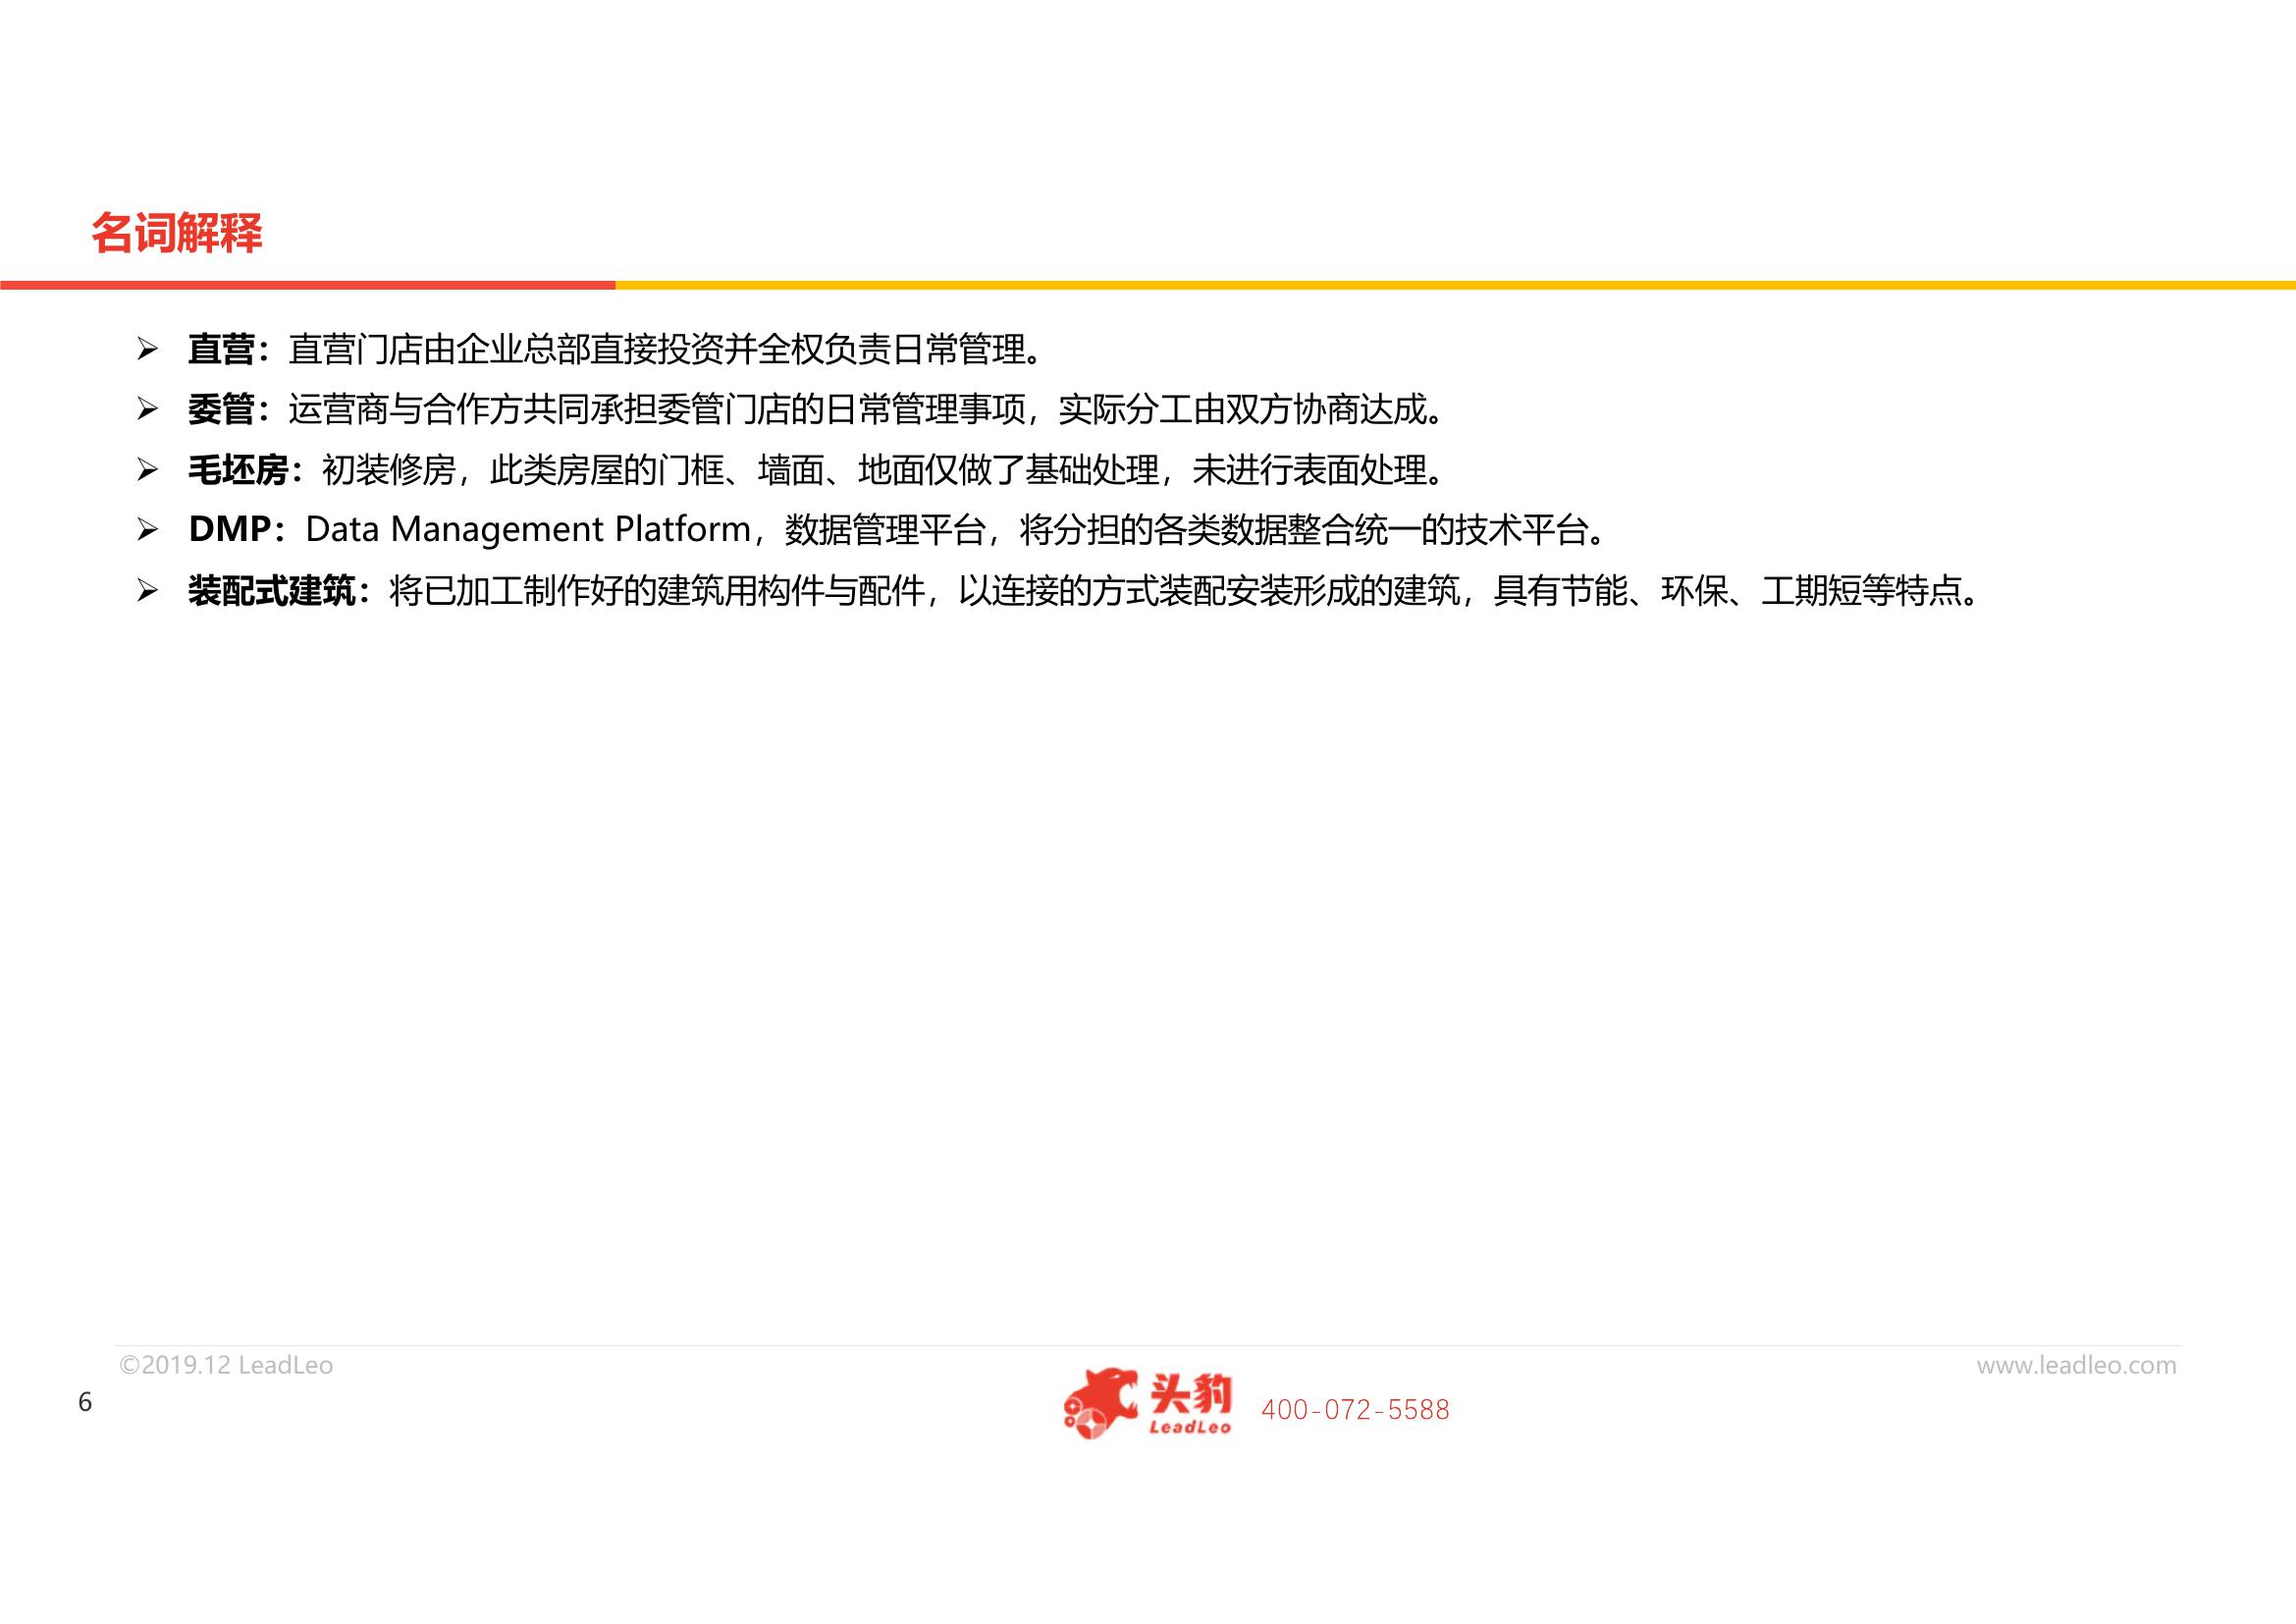 名词解释
➢ 直营：直营门店由企业总部直接投资并全权负责日常管理。
➢ 委管：运营商与合作方共同承担委管门店的日常管理事项，实际分工由双方协商达成。
➢ 毛坯房：初装修房，此类房屋的门框、墙面、地面仅做了基础处理，未进行表面处理。
➢ DMP：Data Management Platform，数据管理平台，将分担的各类数据整合统一的技术平台。
➢ 装配式建筑：将已加工制作好的建筑用构件与配件，以连接的方式装配安装形成的建筑，具有节能、环保、工期短等特点。
©2019.12 LeadLeo
www.leadleo.com
6
头豹
LeadLeo
400-072-5588